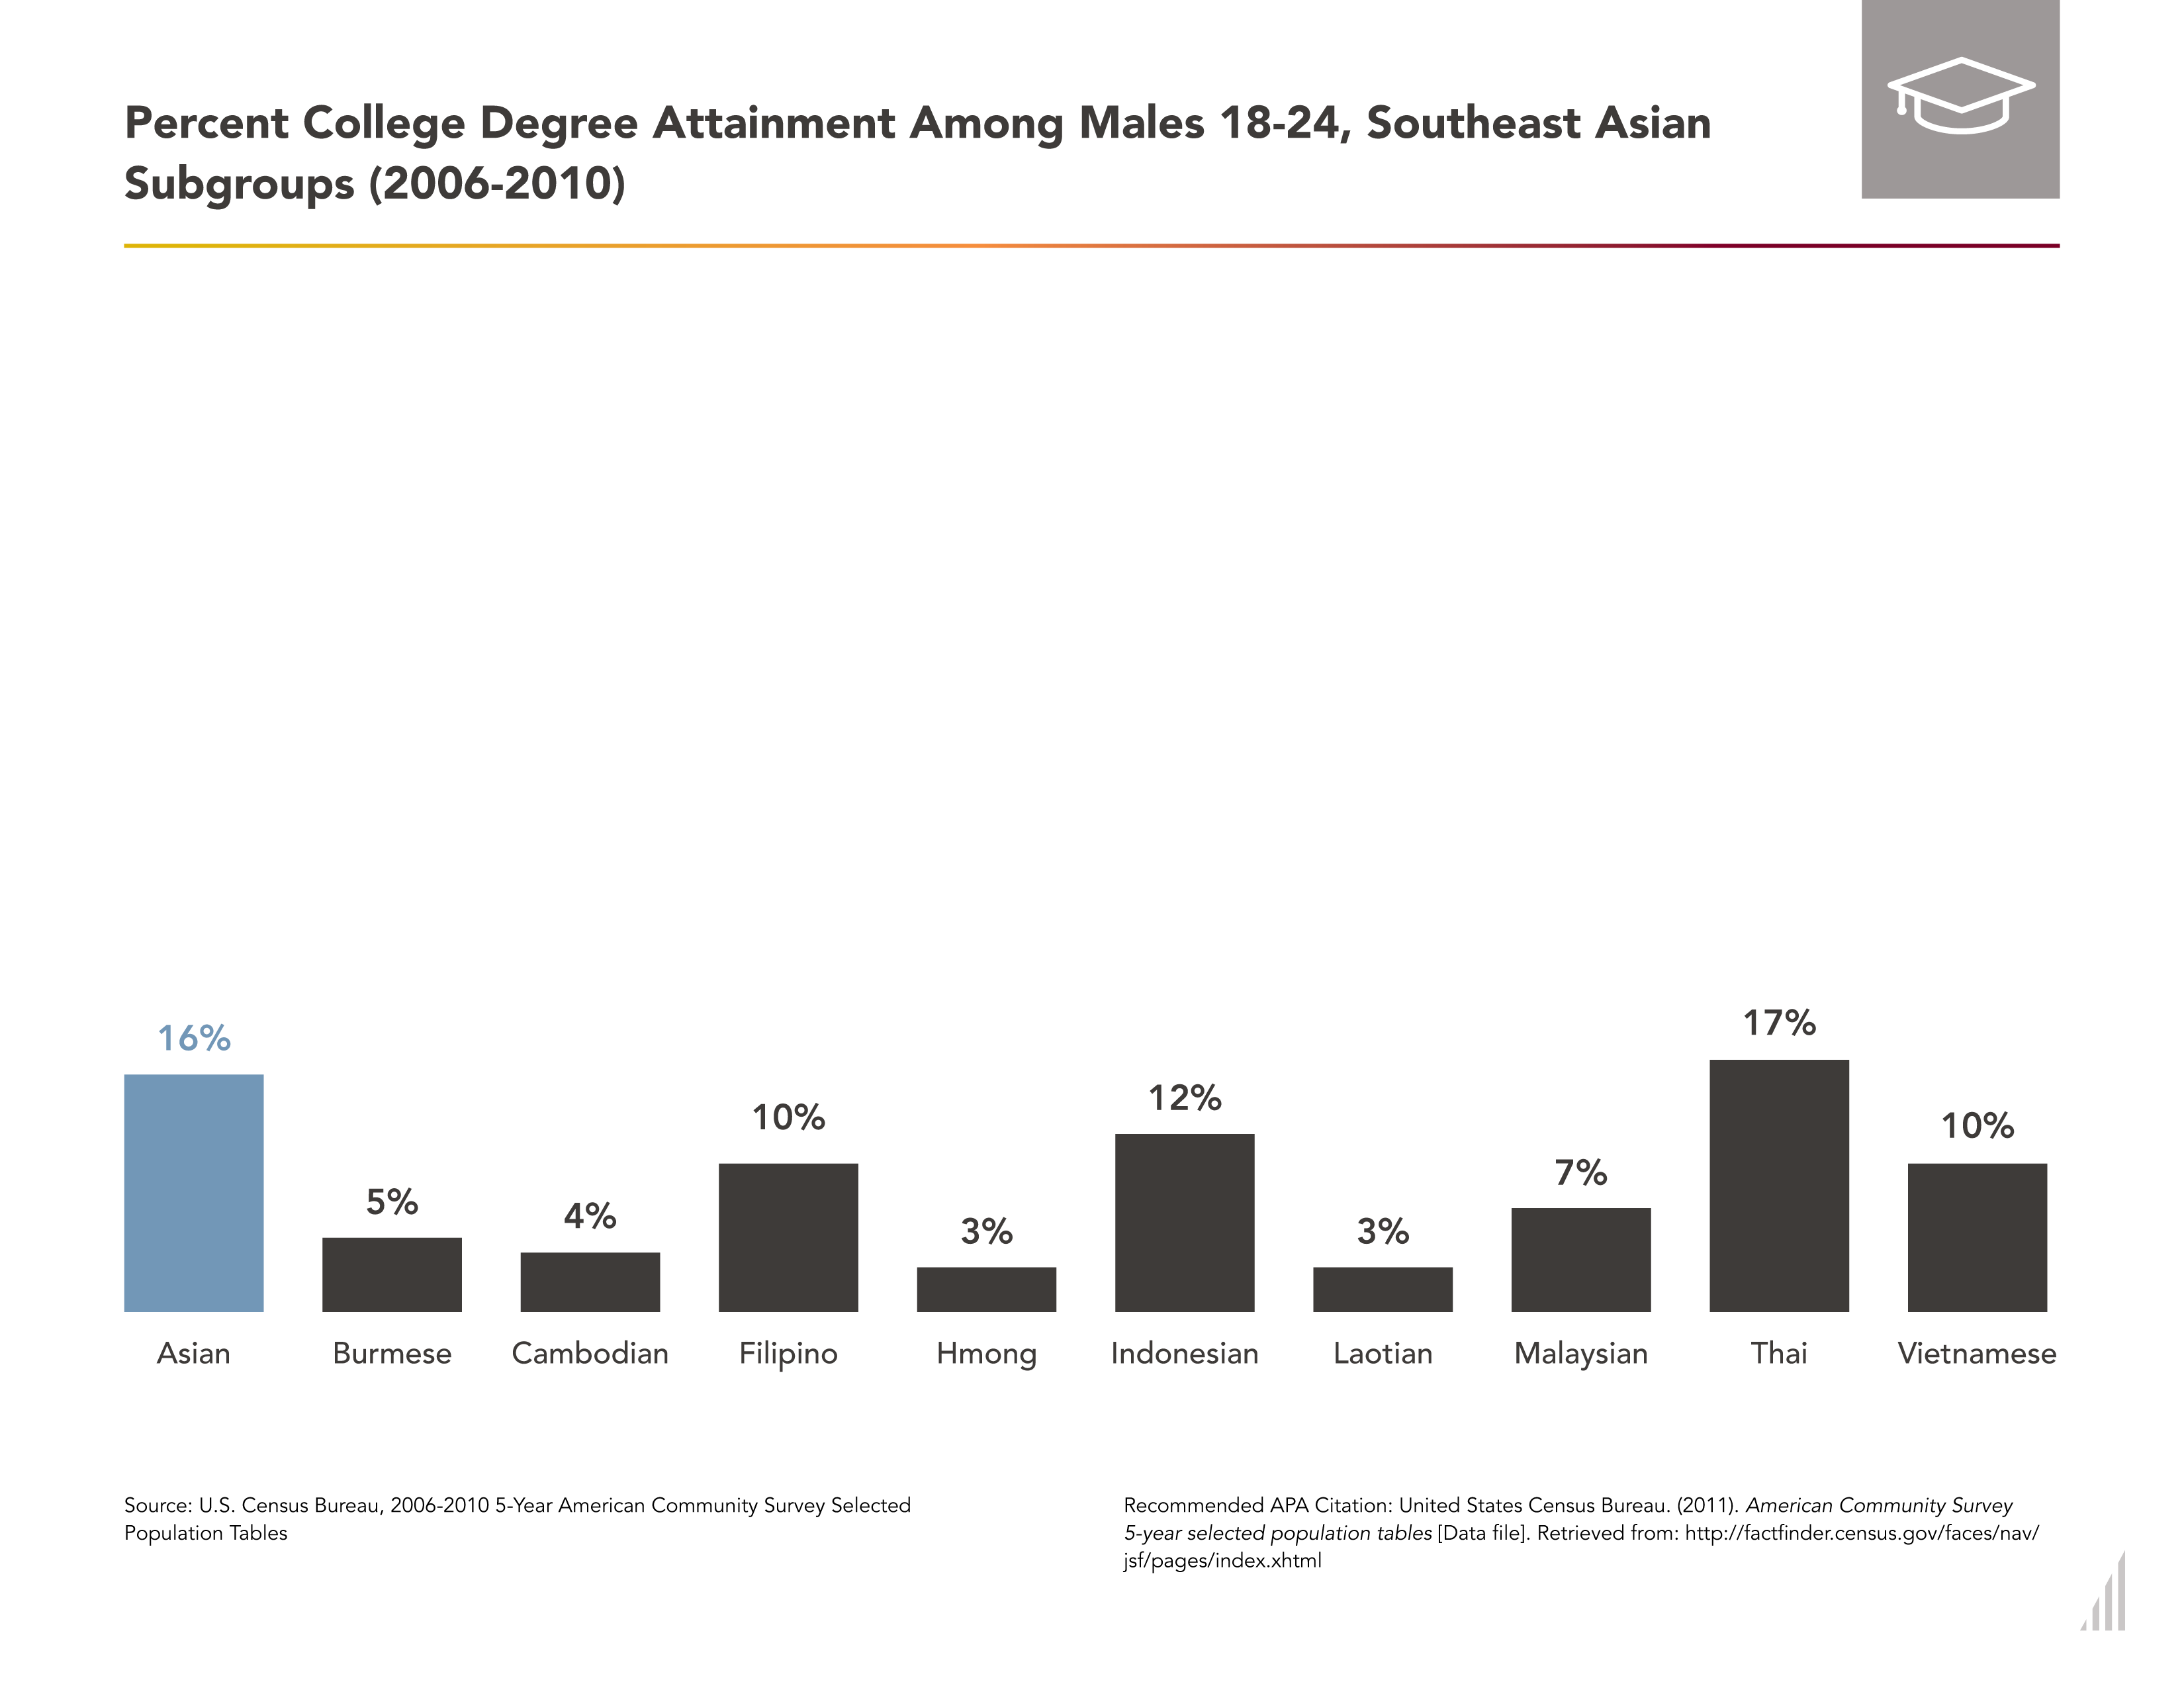 Percent College Degree Attainment Among Males 18-24, Southeast Asian
Subgroups (2006-2010)
16%
5%
4%
10%
3%
12%
3%
7%
17%
10%
Asian
Burmese
Cambodian
Filipino
Hmong
Indonesian
Laotian
Malaysian
Thai
Vietnamese
Source: U.S. Census Bureau, 2006-2010 5-Year American Community Survey Selected
Population Tables
Recommended APA Citation: United States Census Bureau. (2011). American Community Survey
5-year selected population tables [Data file]. Retrieved from: http://factfinder.census.gov/faces/nav/
jsf/pages/index.xhtml